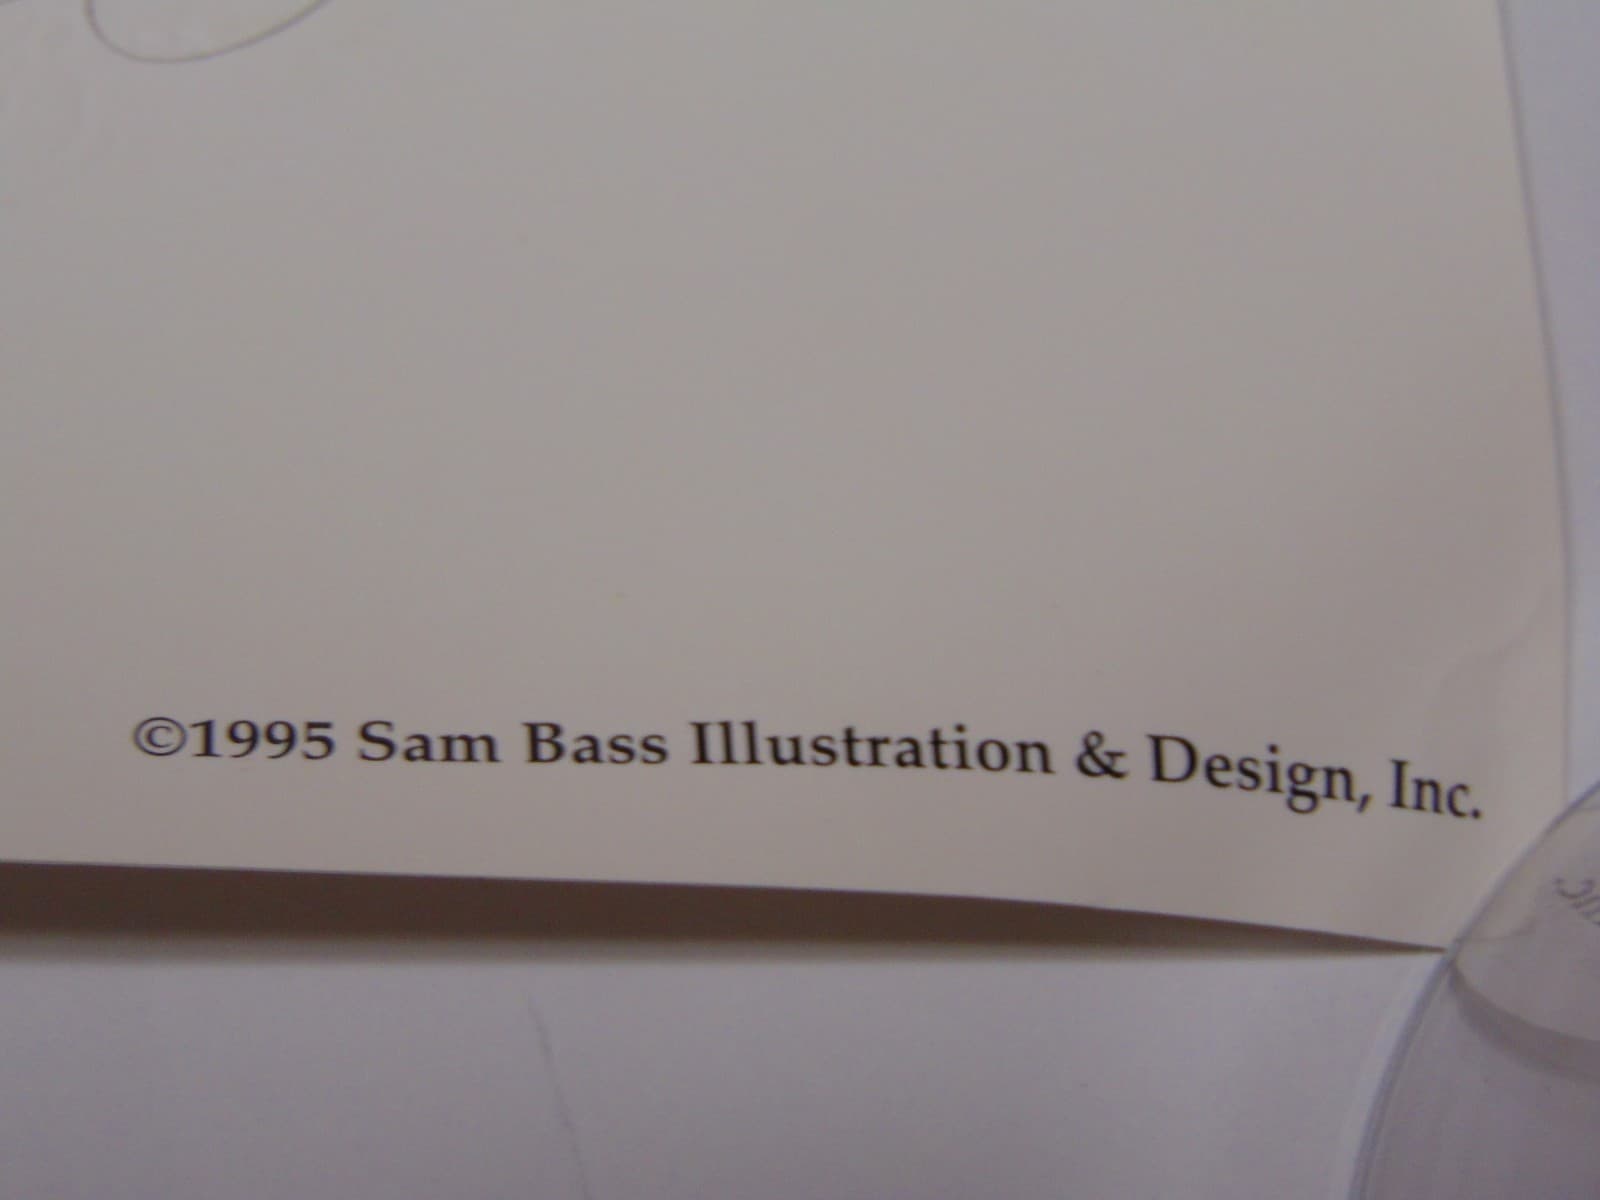 ©1995 Sam Bass Illustration & Design, Inc.